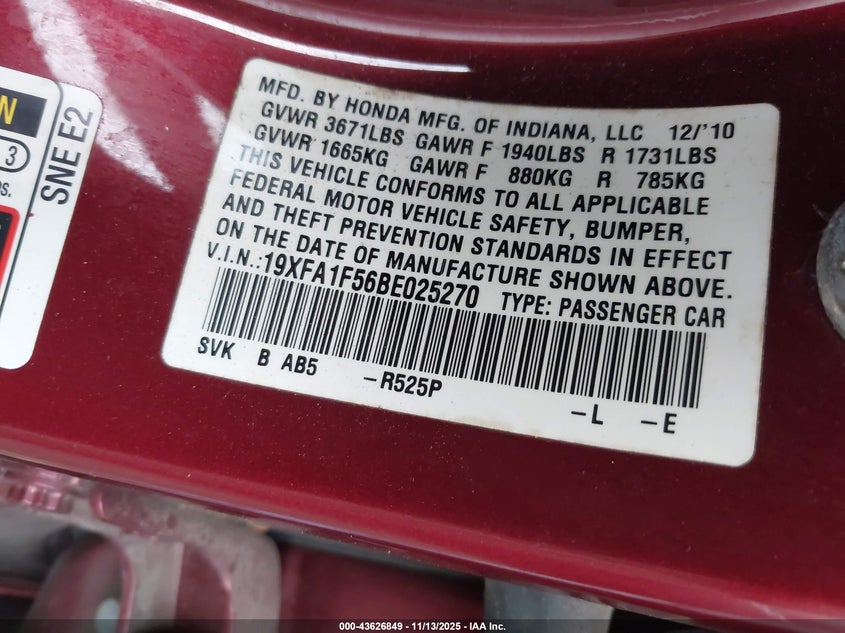 MFD. BY HONDA MFG. OF INDIANA, LLC 12/'10
GVWR 3671LBS GAWR F 1940LBS R 1731LBS
GVWR 1665KG GAWR F 880KG R 785KG
THIS VEHICLE CONFORMS TO ALL APPLICABLE
FEDERAL MOTOR VEHICLE SAFETY, BUMPER,
AND THEFT PREVENTION STANDARDS IN EFFECT
ON THE DATE OF MANUFACTURE SHOWN ABOVE.
V.I.N.:19XFA1F56BE025270 TYPE: PASSENGER CAR
SVK B AB5 -R525P -L -E
SNE E2
3
000-43626849 - 11/13/2025 - IAA Inc.